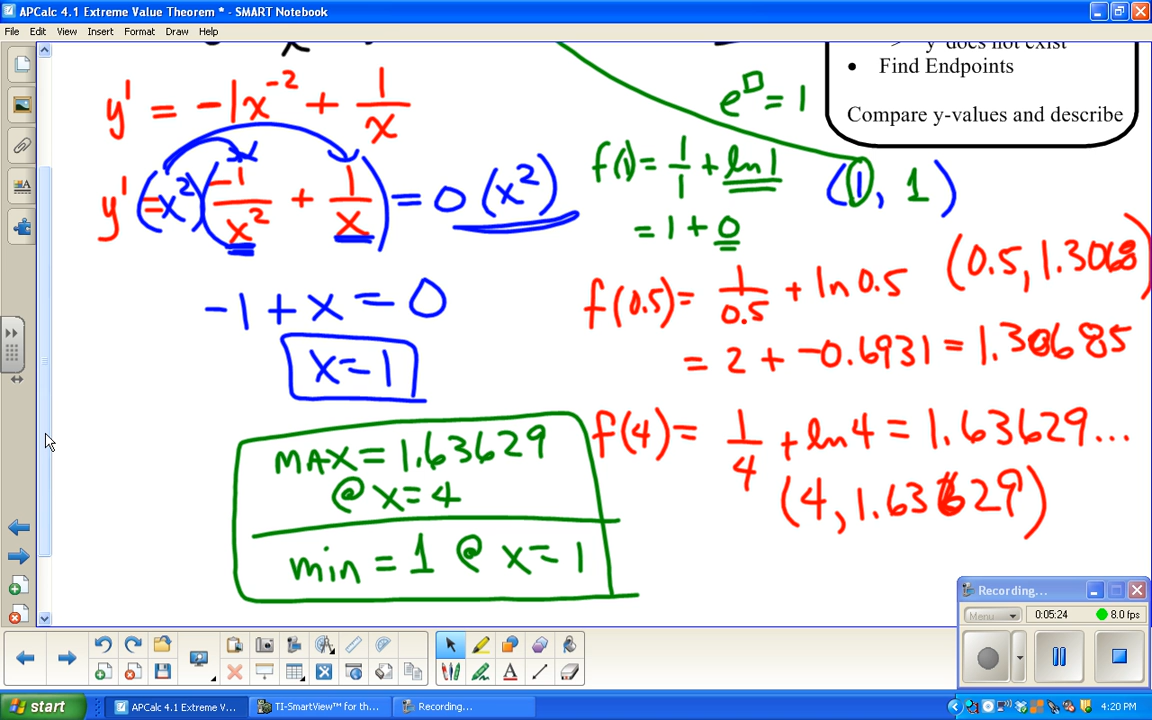 APCalc 4.1 Extreme Value Theorem * - SMART Notebook
File Edit View Insert Format Draw Help
y' does not exist
• Find Endpoints
Compare y-values and describe
y' = -1x⁻² + 1/x
e^□ = 1
y' = (x²)(-1/x² + 1/x) = 0 (x²)
-1 + x = 0
x = 1
f(1) = 1/1 + ln 1
= 1 + 0
(1, 1)
f(0.5) = 1/0.5 + ln 0.5
(0.5, 1.3068)
= 2 + -0.6931 = 1.30685
f(4) = 1/4 + ln 4 = 1.63629...
(4, 1.63629)
MAX = 1.63629
@ x = 4
min = 1 @ x = 1
Recording...
Menu
0:05:24
8.0 fps
start
APCalc 4.1 Extreme V...
TI-SmartView™ for th...
Recording...
4:20 PM